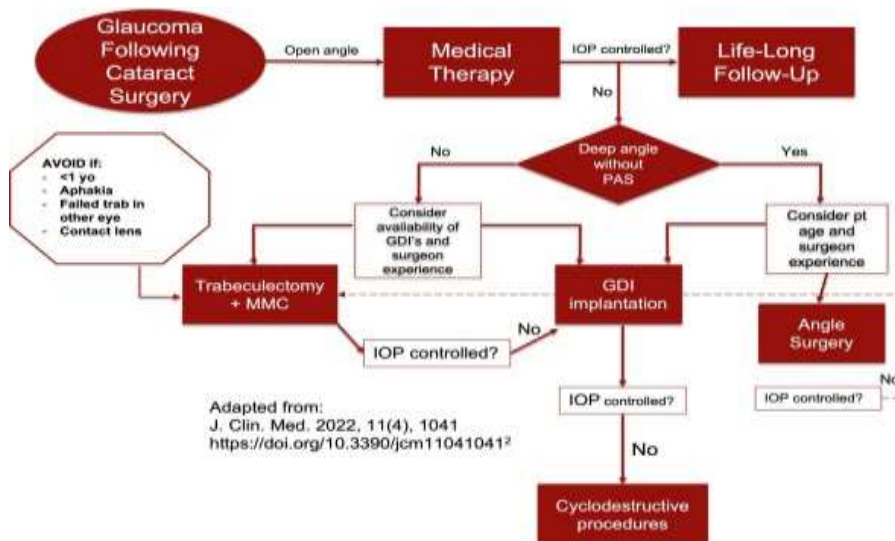 Glaucoma
Following
Cataract
Surgery
Open angle
Medical
Therapy
IOP controlled?
Life-Long
Follow-Up
No
Deep angle
without
PAS
No
Yes
AVOID if:
- <1 yo
- Aphakia
- Failed trab in
other eye
- Contact lens
Consider
availability of
GDI's and
surgeon
experience
Consider pt
age and
surgeon
experience
Trabeculectomy
+ MMC
GDI
implantation
Angle
Surgery
No
IOP controlled?
No
IOP controlled?
IOP controlled?
Adapted from:
J. Clin. Med. 2022, 11(4), 1041
https://doi.org/10.3390/jcm11041041²
No
Cyclodestructive
procedures